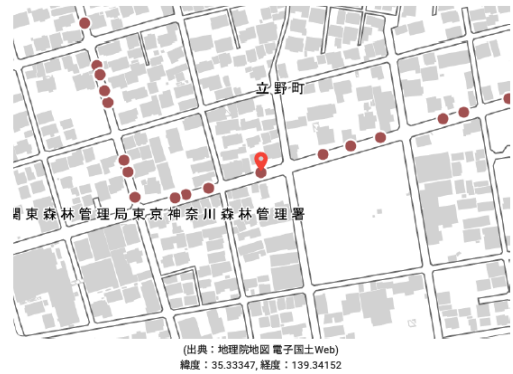 立野町
関東森林管理局東京神奈川森林管理署
(出典：地理院地図 電子国土Web)
緯度：35.33347, 経度：139.34152